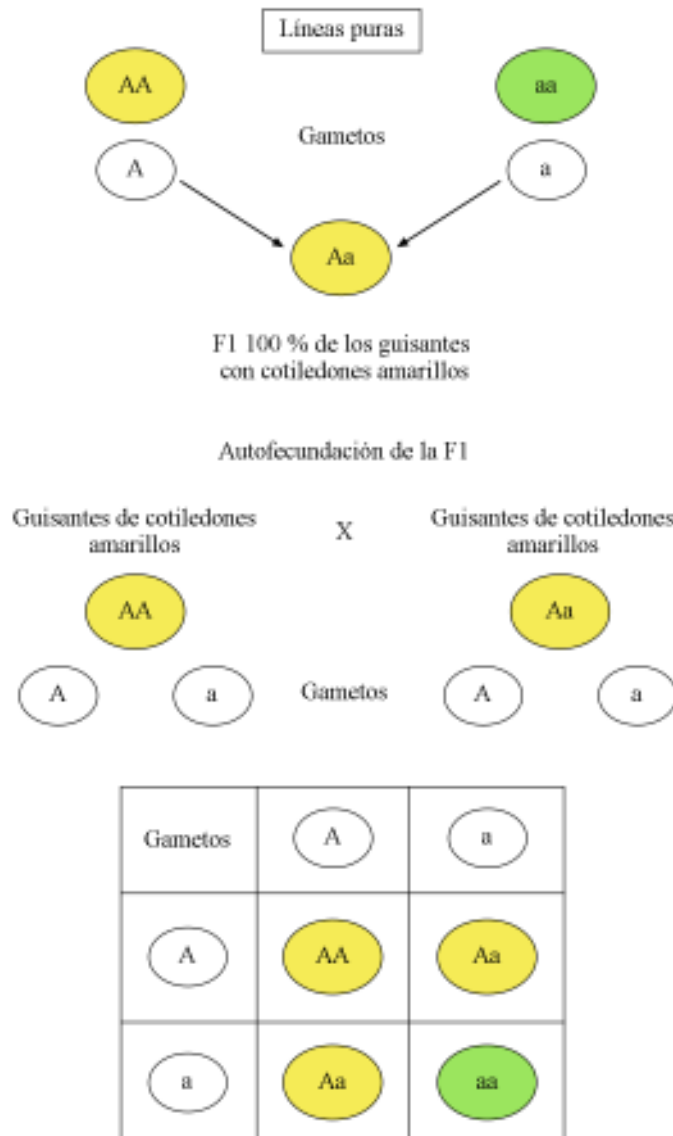 Líneas puras
AA
aa
Gametos
A
a
Aa
F1 100 % de los guisantes
con cotiledones amarillos
Autofecundación de la F1
Guisantes de cotiledones
amarillos
X
Guisantes de cotiledones
amarillos
AA
Aa
A
a
Gametos
A
a
Gametos
A
a
A
AA
Aa
a
Aa
aa